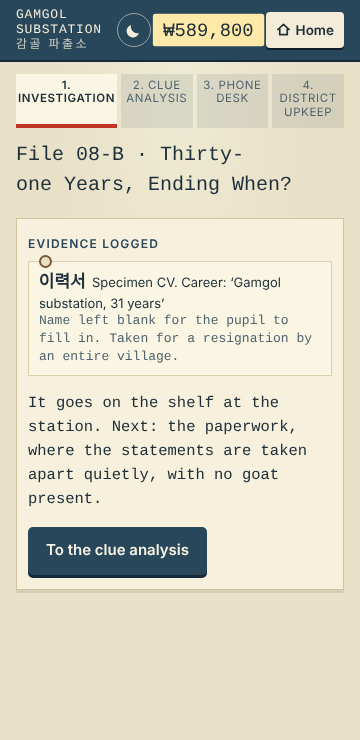 GAMGOL
SUBSTATION
감골 파출소
₩589,800
Home
1.
INVESTIGATION
2. CLUE
ANALYSIS
3. PHONE
DESK
4.
DISTRICT
UPKEEP
File 08-B · Thirty-
one Years, Ending When?
EVIDENCE LOGGED
이력서 Specimen CV. Career: ‘Gamgol
substation, 31 years’
Name left blank for the pupil to
fill in. Taken for a resignation by
an entire village.
It goes on the shelf at the
station. Next: the paperwork,
where the statements are taken
apart quietly, with no goat
present.
To the clue analysis